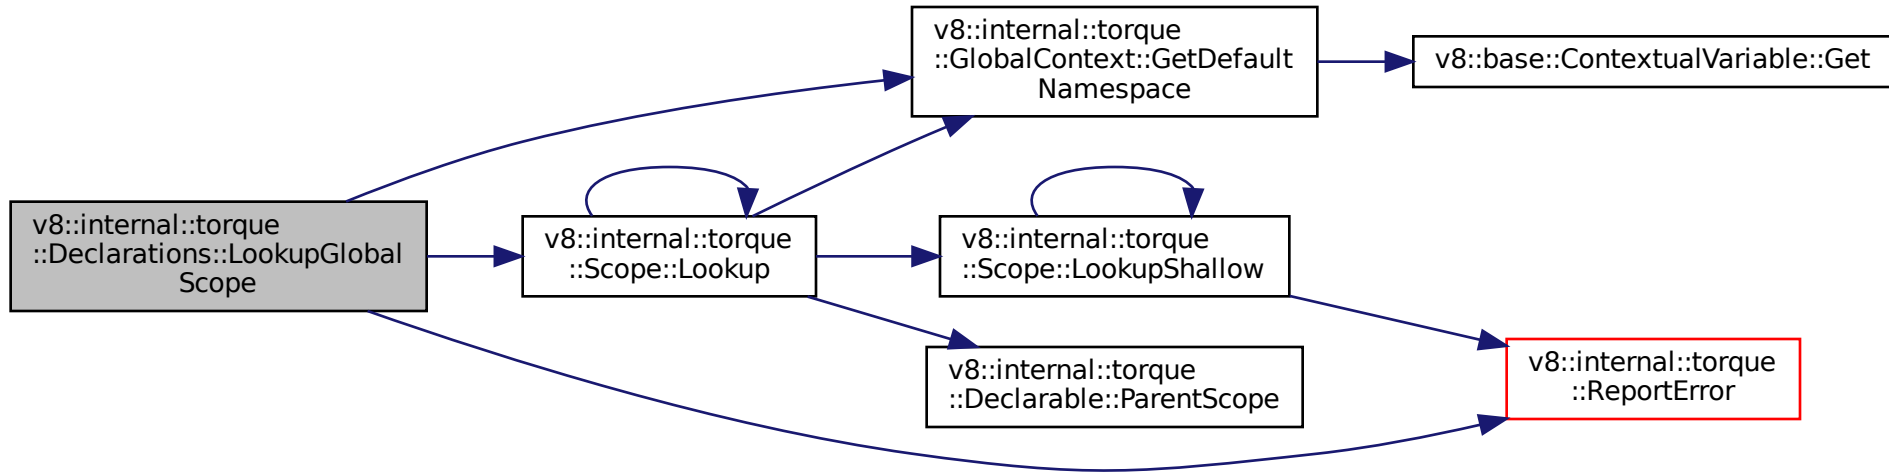 v8::internal::torque
::GlobalContext::GetDefault
Namespace
v8::base::ContextualVariable::Get
v8::internal::torque
::Declarations::LookupGlobal
Scope
v8::internal::torque
::Scope::Lookup
v8::internal::torque
::Scope::LookupShallow
v8::internal::torque
::Declarable::ParentScope
v8::internal::torque
::ReportError